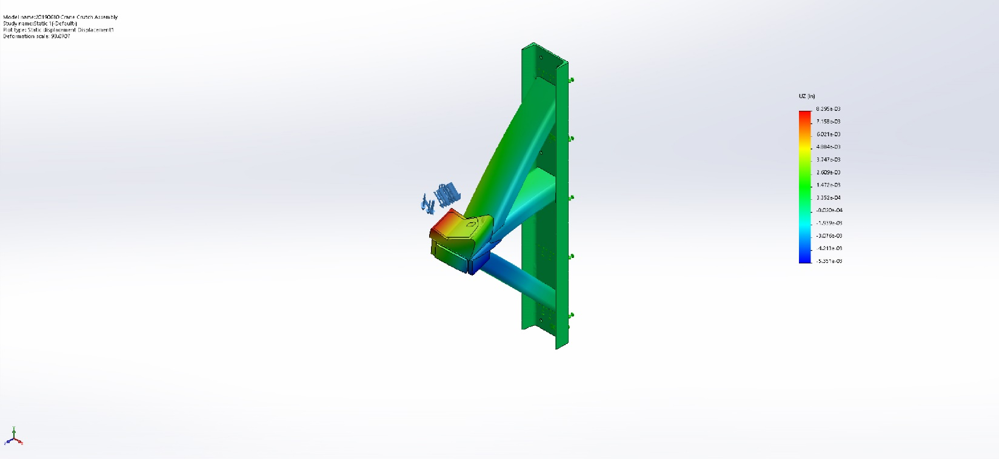 Model name:20190610 Crane Crutch Assembly
Study name:Static 1(-Default-)
Plot type: Static displacement Displacement1
Deformation scale: 93.0707
UZ (in)
8.295e-03
7.158e-03
6.021e-03
4.884e-03
3.747e-03
2.609e-03
1.472e-03
3.352e-04
-8.020e-04
-1.939e-03
-3.076e-03
-4.213e-03
-5.351e-03
Y
Z
X